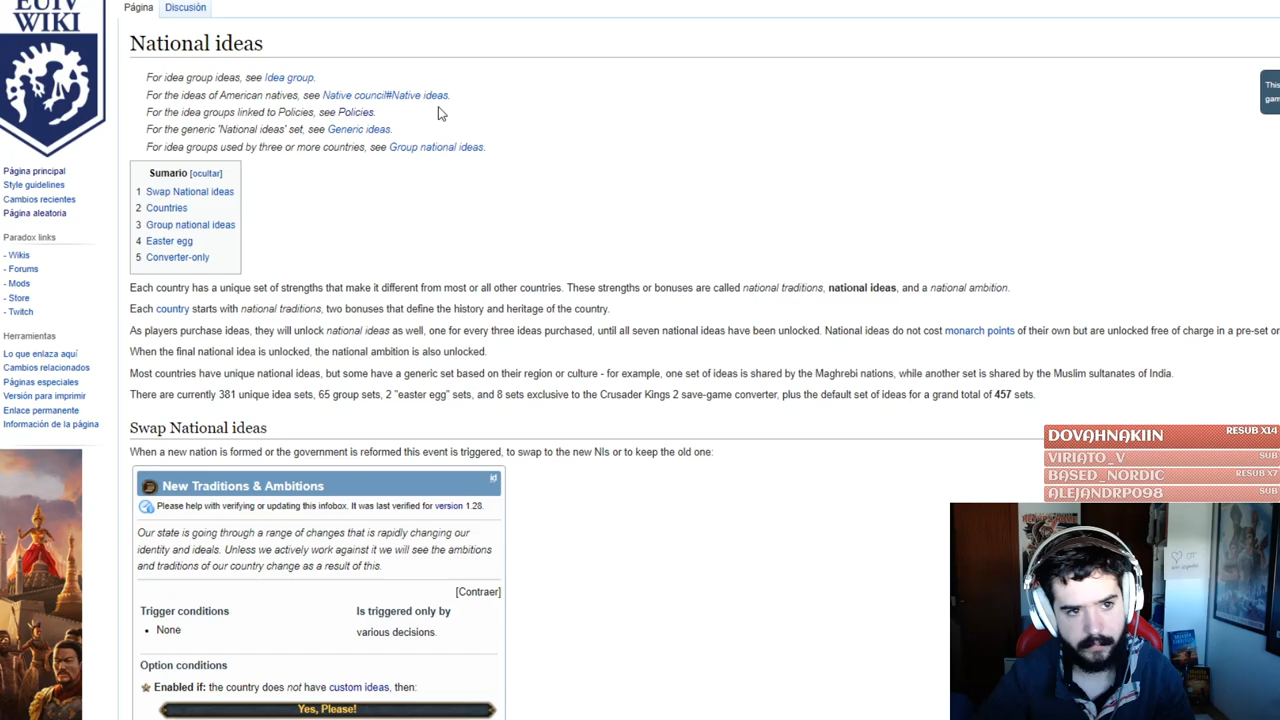 EUIV
WIKI
Página
Discusión
National ideas
For idea group ideas, see Idea group.
For the ideas of American natives, see Native council#Native ideas.
For the idea groups linked to Policies, see Policies.
For the generic 'National ideas' set, see Generic ideas.
For idea groups used by three or more countries, see Group national ideas.
Sumario [ocultar]
1 Swap National ideas
2 Countries
3 Group national ideas
4 Easter egg
5 Converter-only
Each country has a unique set of strengths that make it different from most or all other countries. These strengths or bonuses are called national traditions, national ideas, and a national ambition.
Each country starts with national traditions, two bonuses that define the history and heritage of the country.
As players purchase ideas, they will unlock national ideas as well, one for every three ideas purchased, until all seven national ideas have been unlocked. National ideas do not cost monarch points of their own but are unlocked free of charge in a pre-set or
When the final national idea is unlocked, the national ambition is also unlocked.
Most countries have unique national ideas, but some have a generic set based on their region or culture - for example, one set of ideas is shared by the Maghrebi nations, while another set is shared by the Muslim sultanates of India.
There are currently 381 unique idea sets, 65 group sets, 2 "easter egg" sets, and 8 sets exclusive to the Crusader Kings 2 save-game converter, plus the default set of ideas for a grand total of 457 sets.
Swap National ideas
When a new nation is formed or the government is reformed this event is triggered, to swap to the new NIs or to keep the old one:
New Traditions & Ambitions
id
Please help with verifying or updating this infobox. It was last verified for version 1.28.
Our state is going through a range of changes that is rapidly changing our
identity and ideals. Unless we actively work against it we will see the ambitions
and traditions of our country change as a result of this.
[Contraer]
Trigger conditions
• None
Is triggered only by
various decisions.
Option conditions
Enabled if: the country does not have custom ideas, then:
Yes, Please!
Página principal
Style guidelines
Cambios recientes
Página aleatoria
Paradox links
- Wikis
- Forums
- Mods
- Store
- Twitch
Herramientas
Lo que enlaza aquí
Cambios relacionados
Páginas especiales
Versión para imprimir
Enlace permanente
Información de la página
This
gam
DOVAHNAKIIN RESUB X14
VIRIATO_V SUB
BASED_NORDIC RESUB X7
ALEJANDRP098 SUB